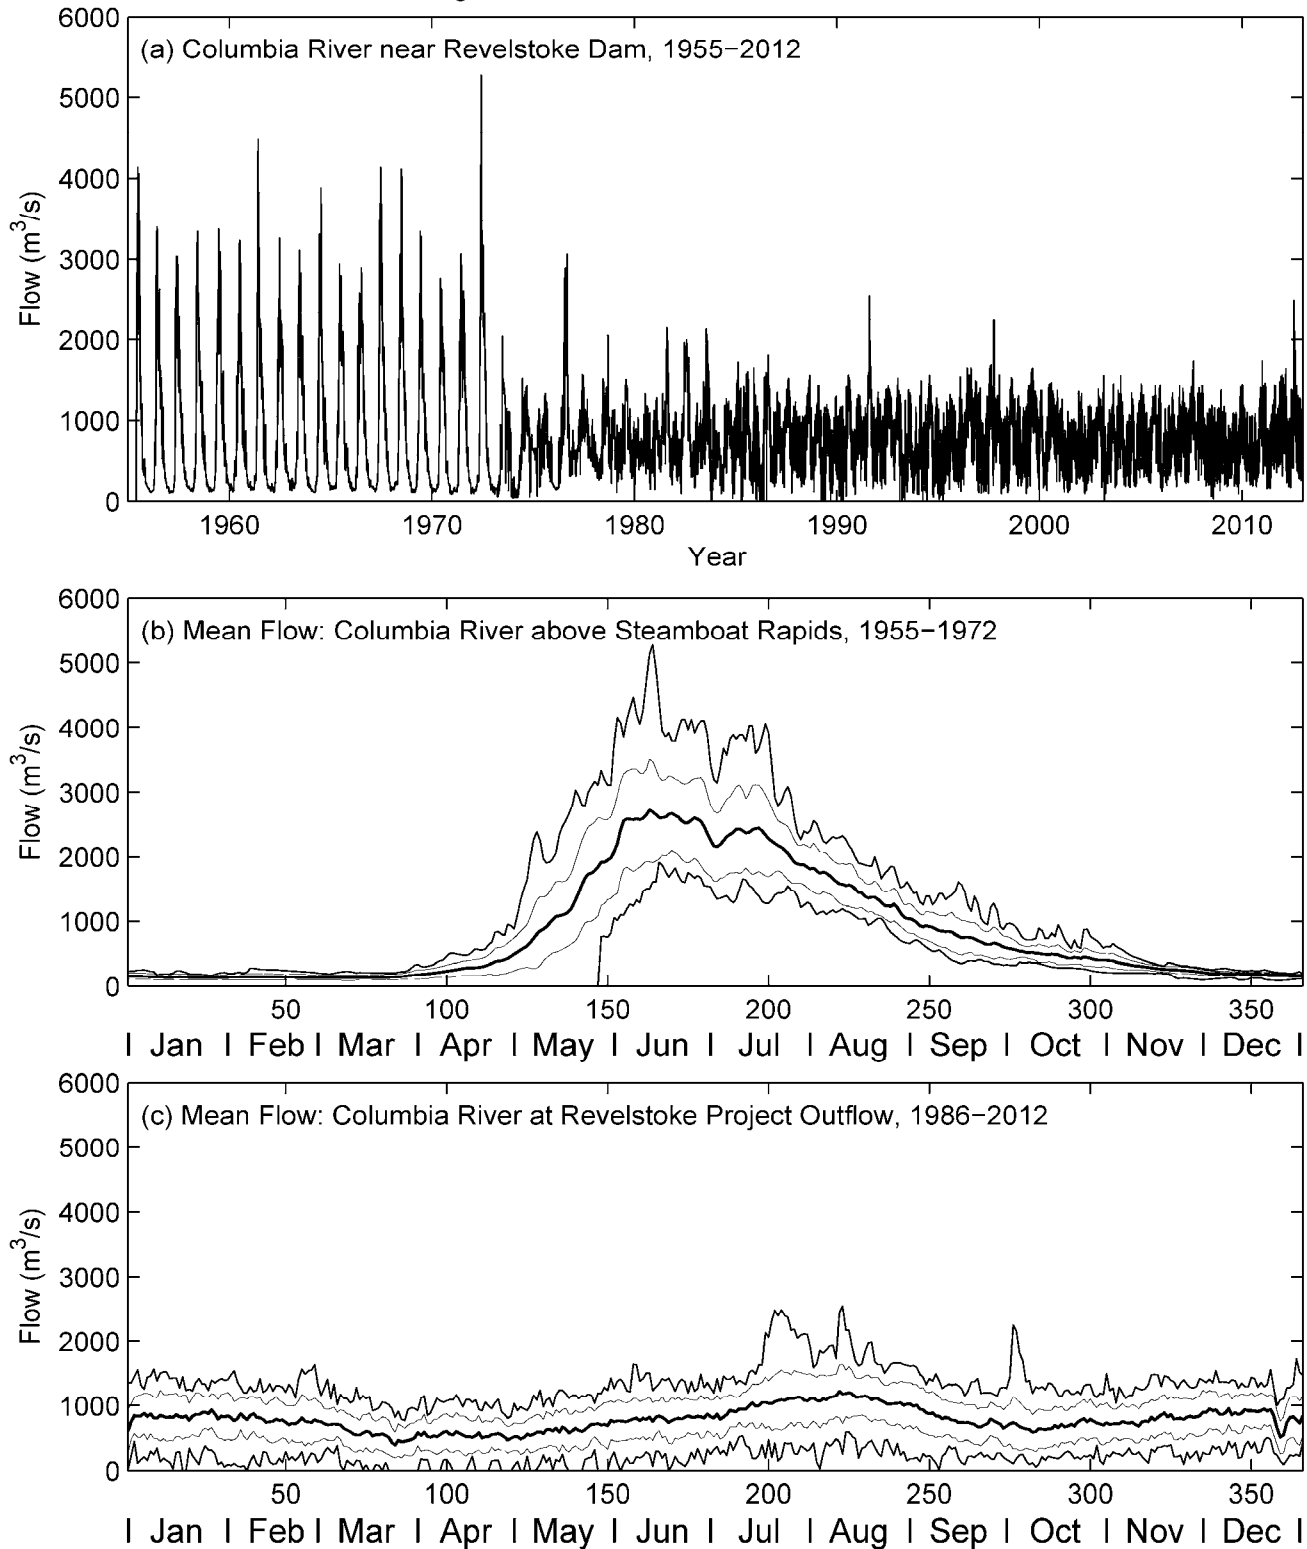 6000
(a) Columbia River near Revelstoke Dam, 1955−2012
5000
4000
3000
2000
1000
0
Flow (m³/s)
1960 1970 1980 1990 2000 2010
Year
6000
(b) Mean Flow: Columbia River above Steamboat Rapids, 1955−1972
5000
4000
3000
2000
1000
0
Flow (m³/s)
50 100 150 200 250 300 350
I Jan I Feb I Mar I Apr I May I Jun I Jul I Aug I Sep I Oct I Nov I Dec I
6000
(c) Mean Flow: Columbia River at Revelstoke Project Outflow, 1986−2012
5000
4000
3000
2000
1000
0
Flow (m³/s)
50 100 150 200 250 300 350
I Jan I Feb I Mar I Apr I May I Jun I Jul I Aug I Sep I Oct I Nov I Dec I